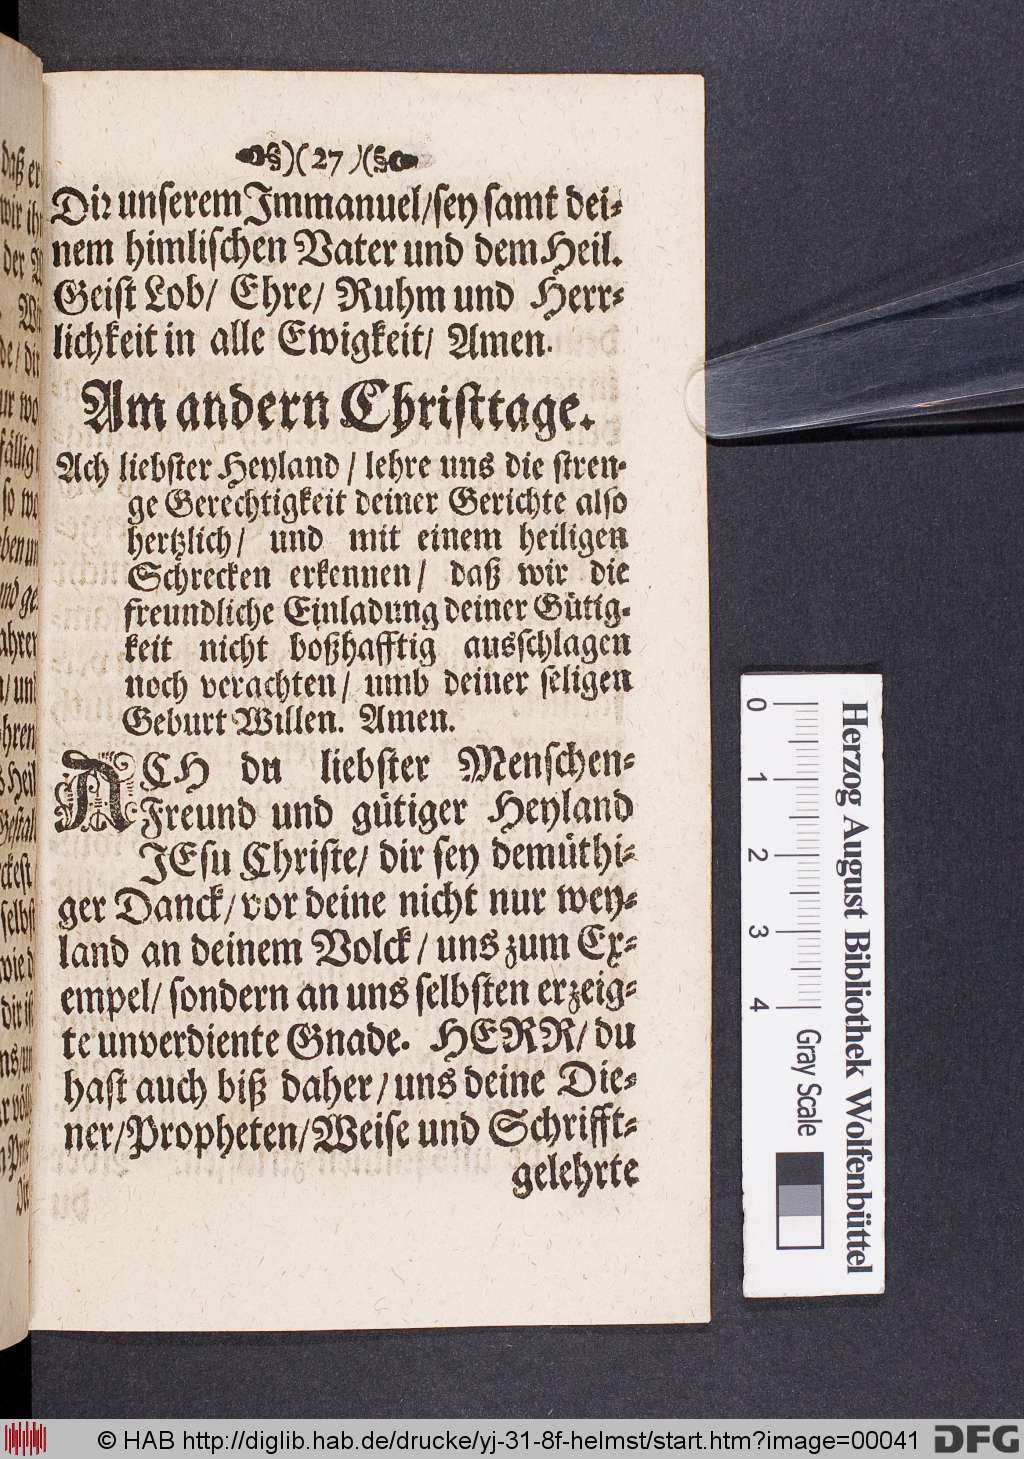 )( 27 )(
Dir unserem Immanuel/sey samt dei-
nem himlischen Vater und dem Heil.
Geist Lob/ Ehre/ Ruhm und Herr-
lichkeit in alle Ewigkeit/ Amen.
Am andern Christtage.
Ach liebster Heyland / lehre uns die stren-
ge Gerechtigkeit deiner Gerichte also
hertzlich/ und mit einem heiligen
Schrecken erkennen/ daß wir die
freundliche Einladung deiner Gütig-
keit nicht boßhafftig ausschlagen
noch verachten/ umb deiner seligen
Geburt Willen. Amen.
ACH du liebster Menschen-
Freund und gütiger Heyland
JEsu Christe/ dir sey demüthi-
ger Danck/vor deine nicht nur wey-
land an deinem Volck/ uns zum Ex-
empel/ sondern an uns selbsten erzeig-
te unverdiente Gnade. HERR/ du
hast auch biß daher/uns deine Die-
ner/Propheten/Weise und Schrifft-
gelehrte
0 1 2 3 4 Gray Scale
Herzog August Bibliothek Wolfenbüttel
© HAB http://diglib.hab.de/drucke/yj-31-8f-helmst/start.htm?image=00041
DFG